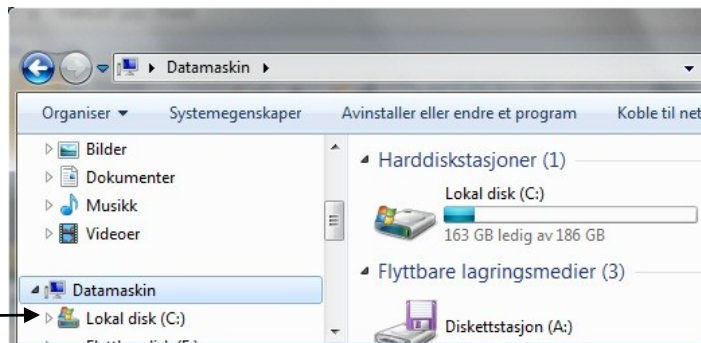 Datamaskin
Organiser Systemegenskaper Avinstaller eller endre et program Koble til net
Bilder
Dokumenter
Musikk
Videoer
Datamaskin
Lokal disk (C:)
Harddiskstasjoner (1)
Lokal disk (C:)
163 GB ledig av 186 GB
Flyttbare lagringsmedier (3)
Diskettstasjon (A:)